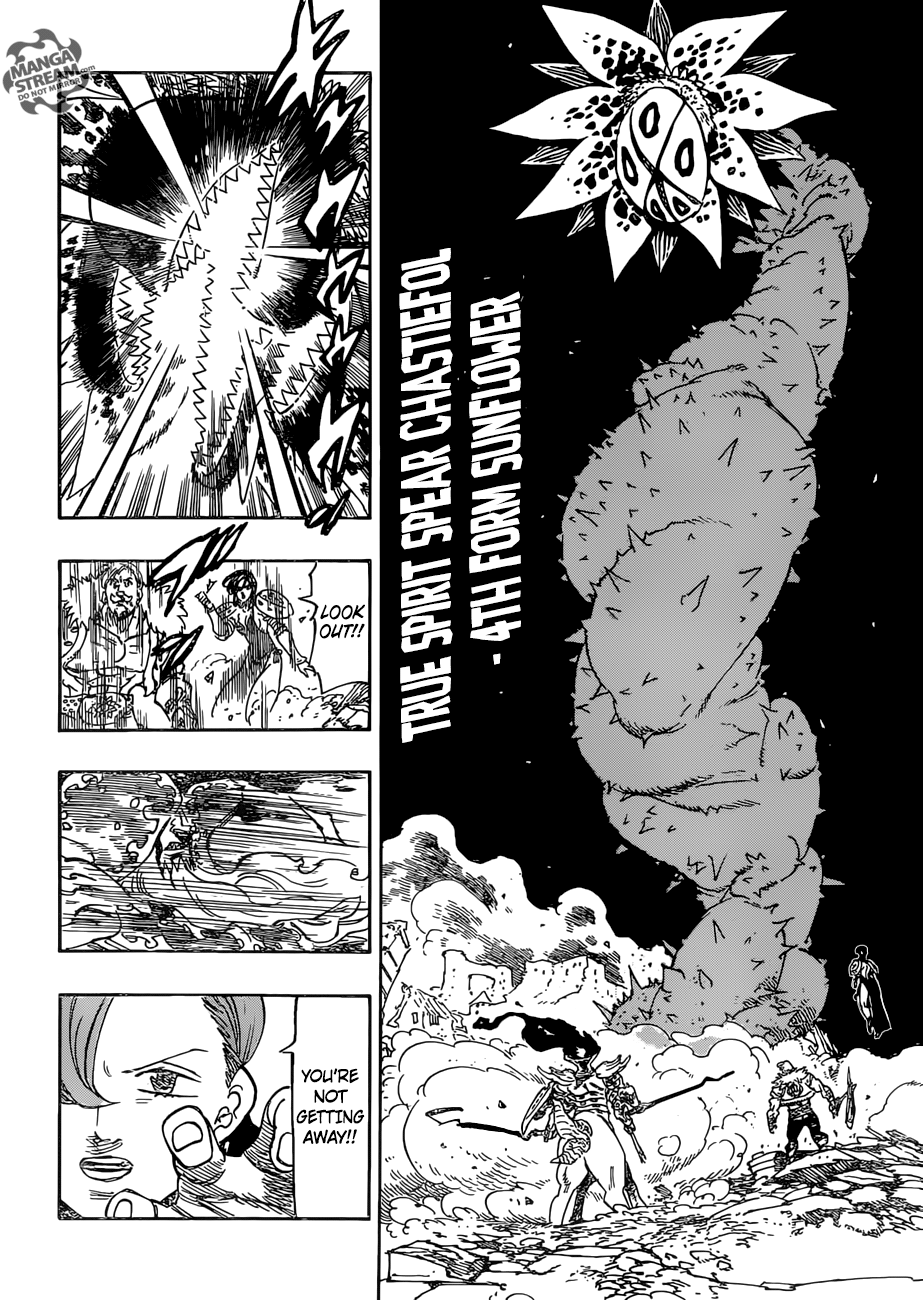 MANGA
STREAM.COM
DO NOT MIRROR
TRUE SPIRIT SPEAR CHASTIEFOL
- 4TH FORM SUNFLOWER
LOOK
OUT!!
YOU'RE
NOT
GETTING
AWAY!!